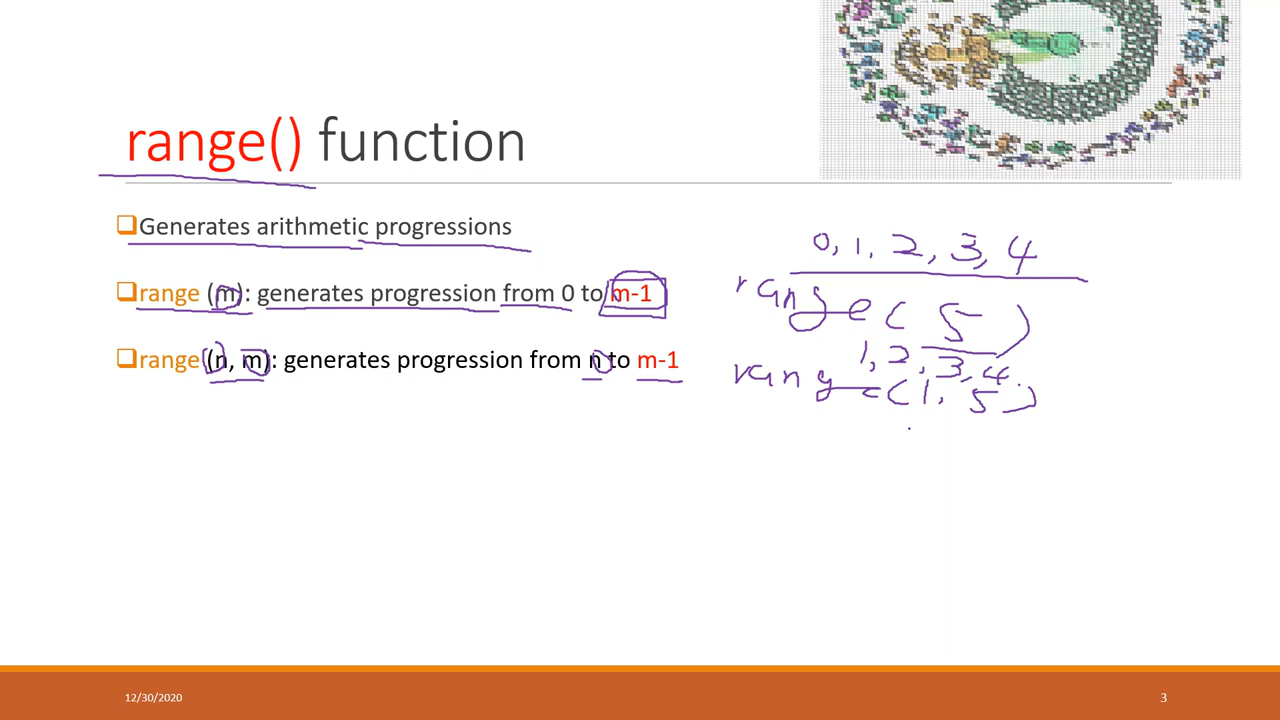 range() function
Generates arithmetic progressions
range (m): generates progression from 0 to m-1
range (n, m): generates progression from n to m-1
0, 1, 2, 3, 4
range(5)
1, 2, 3, 4
range(1, 5)
12/30/2020
3